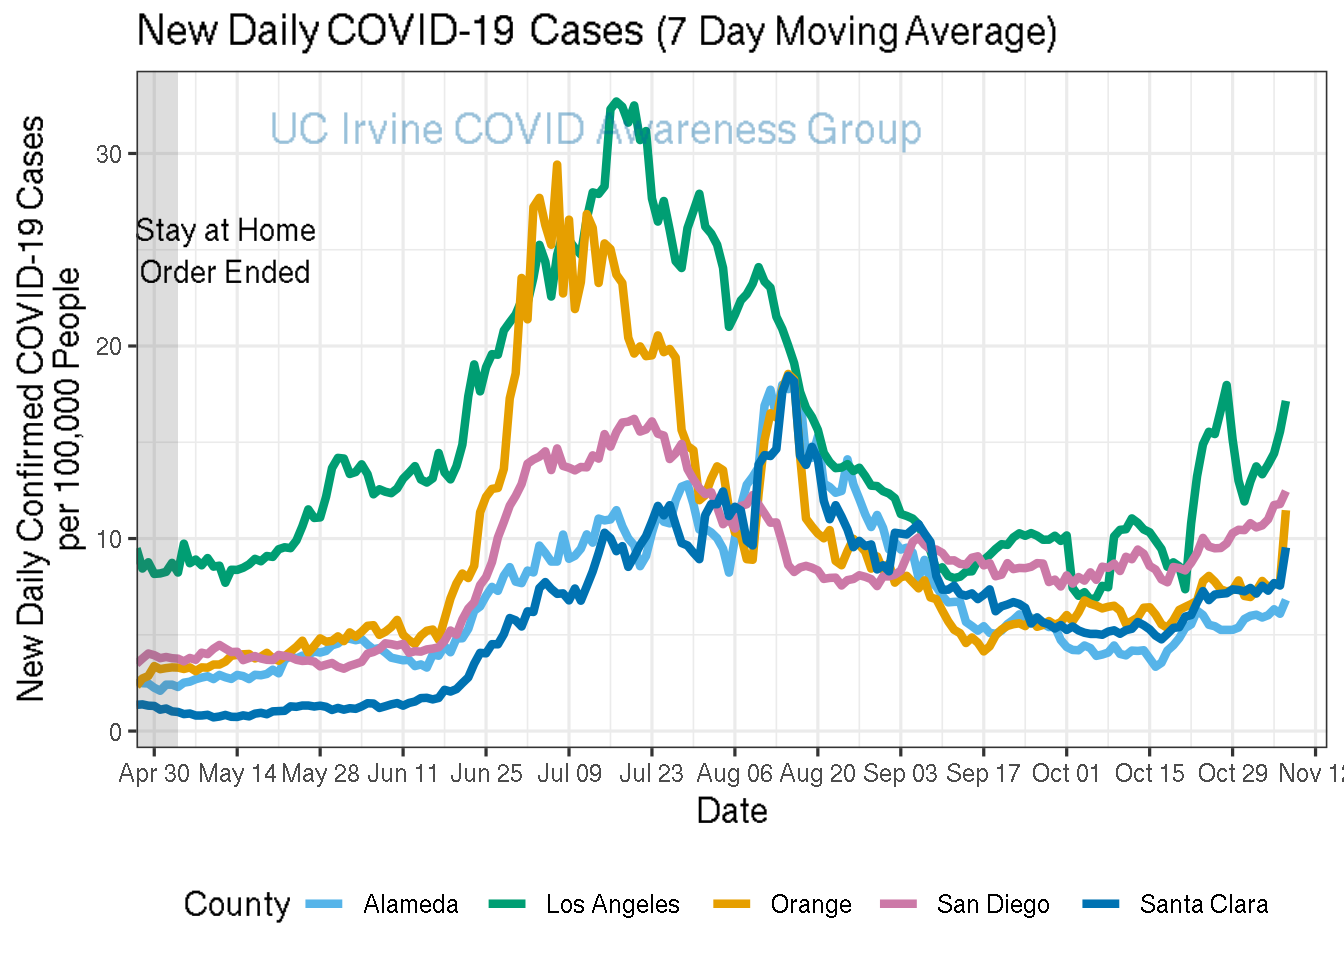 New Daily COVID-19 Cases (7 Day Moving Average)
UC Irvine COVID Awareness Group
Stay at Home
Order Ended
New Daily Confirmed COVID-19 Cases
per 100,000 People
30
20
10
0
Apr 30 May 14 May 28 Jun 11 Jun 25 Jul 09 Jul 23 Aug 06 Aug 20 Sep 03 Sep 17 Oct 01 Oct 15 Oct 29 Nov 12
Date
County Alameda Los Angeles Orange San Diego Santa Clara